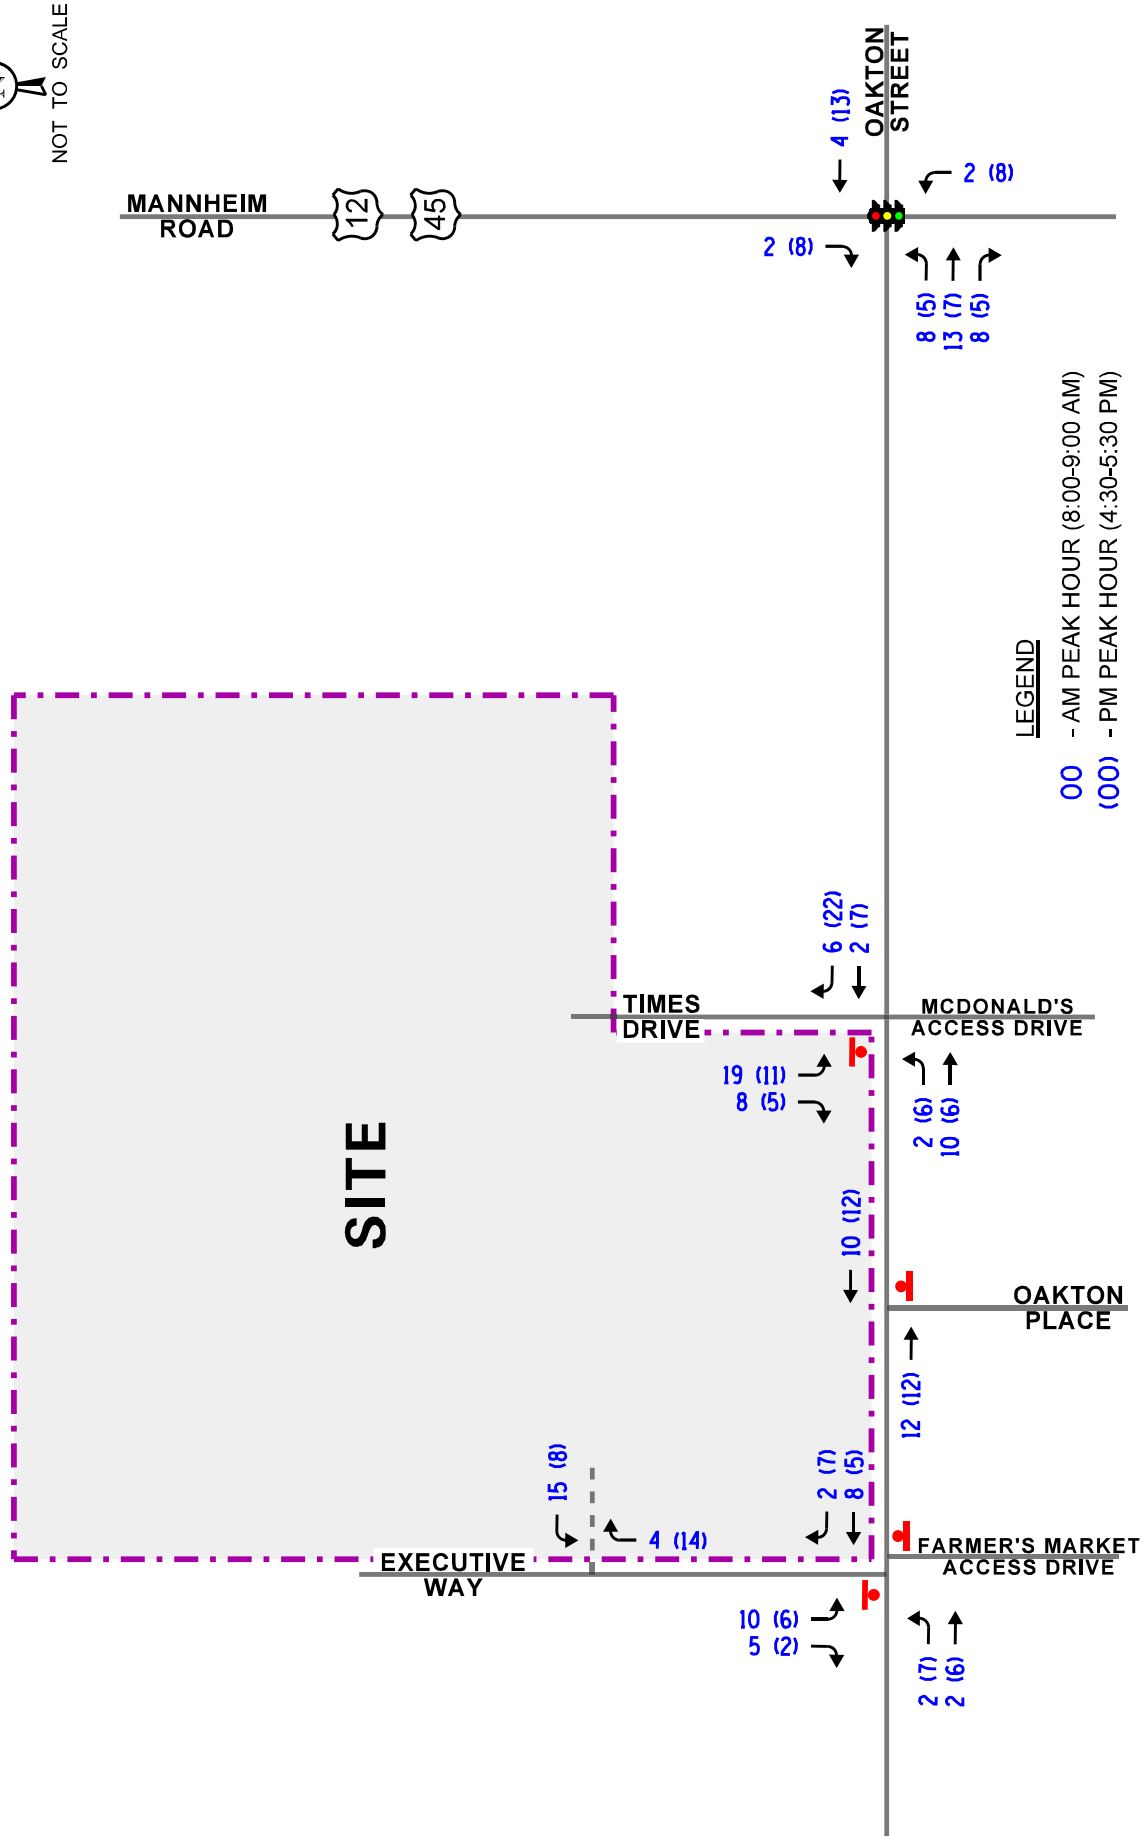 NOT TO SCALE
OAKTON
STREET
4 (13)
MANNHEIM
ROAD
12
45
2 (8)
2 (8)
8 (5)
13 (7)
8 (5)
LEGEND
00 - AM PEAK HOUR (8:00-9:00 AM)
(00) - PM PEAK HOUR (4:30-5:30 PM)
6 (22)
2 (7)
TIMES
DRIVE
MCDONALD'S
ACCESS DRIVE
19 (11)
8 (5)
2 (6)
10 (6)
SITE
10 (12)
OAKTON
PLACE
12 (12)
15 (8)
4 (14)
2 (7)
8 (5)
EXECUTIVE
WAY
FARMER'S MARKET
ACCESS DRIVE
10 (6)
5 (2)
2 (7)
2 (6)